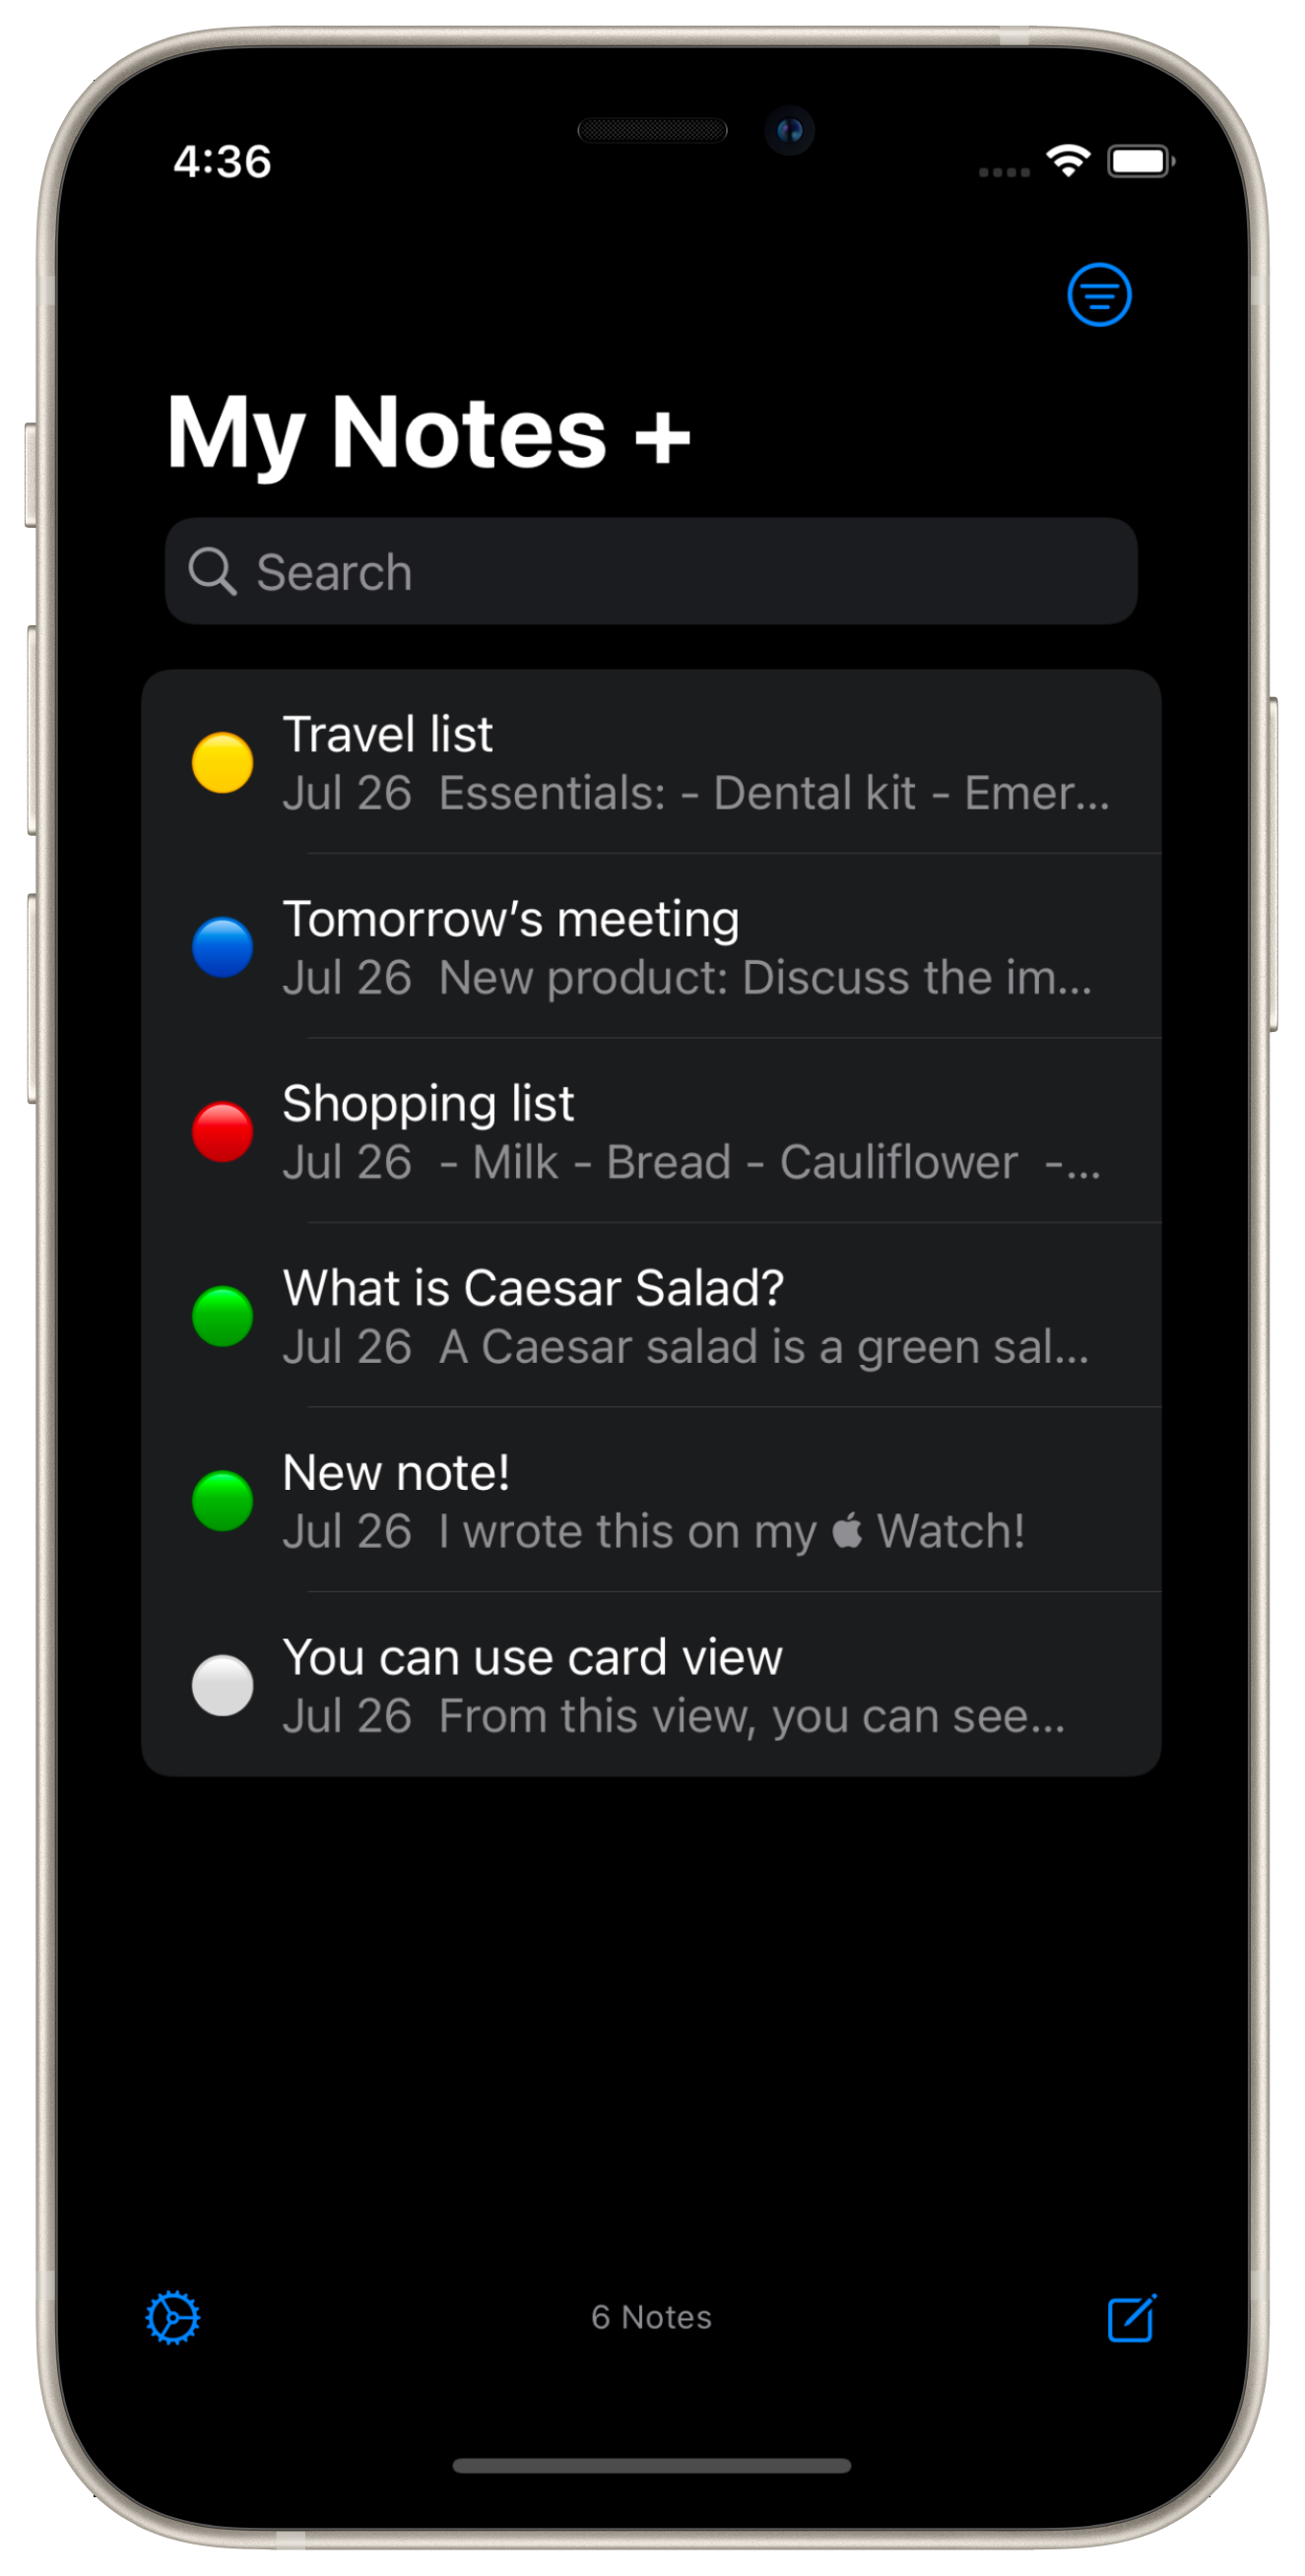 4:36
My Notes +
Search
Travel list
Jul 26  Essentials: - Dental kit - Emer...
Tomorrow’s meeting
Jul 26  New product: Discuss the im...
Shopping list
Jul 26  - Milk - Bread - Cauliflower  -...
What is Caesar Salad?
Jul 26  A Caesar salad is a green sal...
New note!
Jul 26  I wrote this on my  Watch!
You can use card view
Jul 26  From this view, you can see...
6 Notes